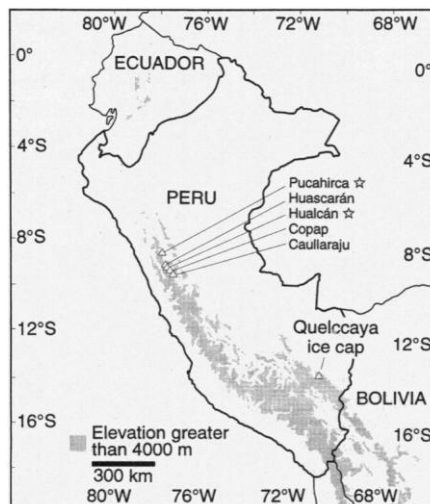 80°W 76°W 72°W 68°W
ECUADOR
0°
0°
4°S
4°S
PERU
Pucahirca ☆
Huascarán
Hualcán ☆
Copap
Caullaraju
8°S
8°S
12°S
12°S
Quelccaya
ice cap
BOLIVIA
16°S
16°S
Elevation greater
than 4000 m
300 km
80°W 76°W 72°W 68°W